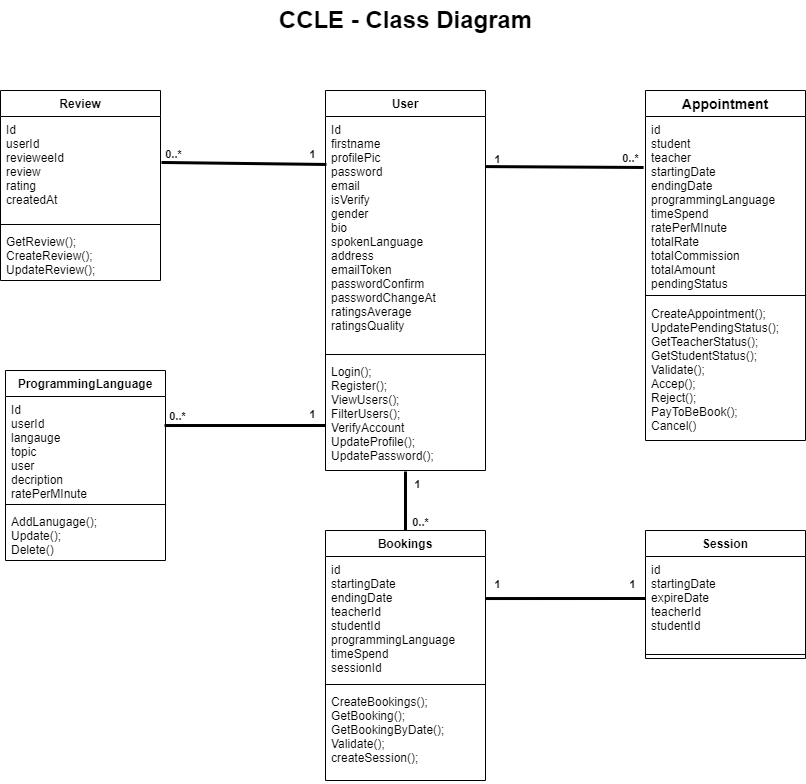 CCLE - Class Diagram
Review
Id
userId
revieweeId
review
rating
createdAt
GetReview();
CreateReview();
UpdateReview();
0..*
1
User
Id
firstname
profilePic
password
email
isVerify
gender
bio
spokenLanguage
address
emailToken
passwordConfirm
passwordChangeAt
ratingsAverage
ratingsQuality
Login();
Register();
ViewUsers();
FilterUsers();
VerifyAccount
UpdateProfile();
UpdatePassword();
1
0..*
Appointment
id
student
teacher
startingDate
endingDate
programmingLanguage
timeSpend
ratePerMInute
totalRate
totalCommission
totalAmount
pendingStatus
CreateAppointment();
UpdatePendingStatus();
GetTeacherStatus();
GetStudentStatus();
Validate();
Accep();
Reject();
PayToBeBook();
Cancel()
ProgrammingLanguage
Id
userId
langauge
topic
user
decription
ratePerMInute
AddLanugage();
Update();
Delete()
0..*
1
1
0..*
Bookings
id
startingDate
endingDate
teacherId
studentId
programmingLanguage
timeSpend
sessionId
CreateBookings();
GetBooking();
GetBookingByDate();
Validate();
createSession();
1
1
Session
id
startingDate
expireDate
teacherId
studentId